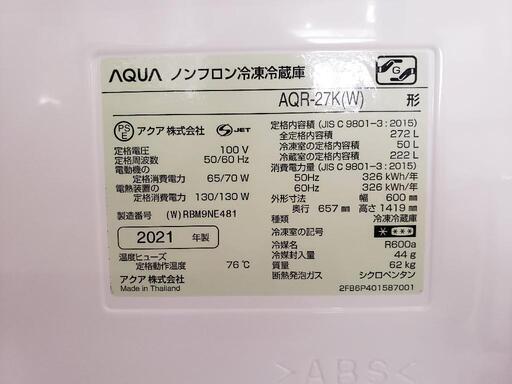 AQUA ノンフロン冷凍冷蔵庫
G
AQR-27K(W) 形
PS
E
アクア株式会社
S JET
定格電圧 100 V
定格周波数 50/60 Hz
電動機の
定格消費電力 65/70 W
電熱装置の
定格消費電力 130/130 W
製造番号 (W)RBM9NE481
2021 年製
温度ヒューズ
定格動作温度 76℃
アクア株式会社
Made in Thailand
定格内容積 (JIS C 9801-3 : 2015)
全定格内容積 272 L
冷凍室の定格内容積 50 L
冷蔵室の定格内容積 222 L
消費電力量 (JIS C 9801-3 : 2015)
50Hz 326 kWh/年
60Hz 326 kWh/年
外形寸法 幅 600 mm
奥行 657 mm 高さ 1419 mm
種類 冷凍冷蔵庫
冷凍室の記号 * ***
冷媒名 R600a
冷媒封入量 44 g
質量 62 kg
断熱発泡ガス シクロペンタン
2FB6P401587001
>ABS<